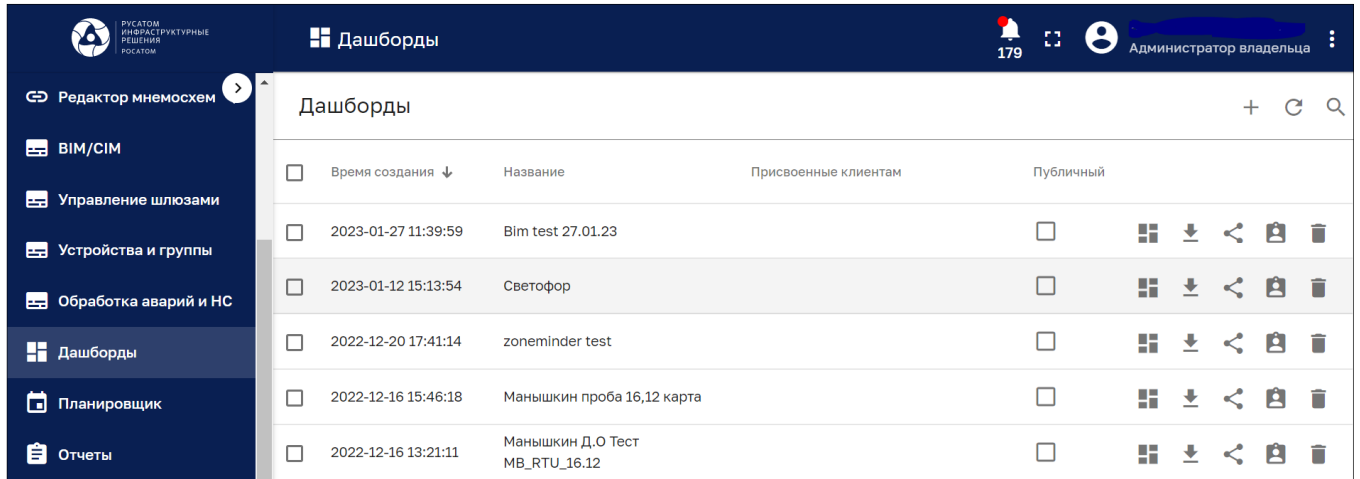 РУСАТОМ
ИНФРАСТРУКТУРНЫЕ
РЕШЕНИЯ
РОСАТОМ
Дашборды
179
Администратор владельца
Редактор мнемосхем
BIM/CIM
Управление шлюзами
Устройства и группы
Обработка аварий и НС
Дашборды
Планировщик
Отчеты
Дашборды
Время создания Название Присвоенные клиентам Публичный
2023-01-27 11:39:59 Bim test 27.01.23
2023-01-12 15:13:54 Светофор
2022-12-20 17:41:14 zoneminder test
2022-12-16 15:46:18 Манышкин проба 16,12 карта
2022-12-16 13:21:11 Манышкин Д.О Тест
MB_RTU_16.12